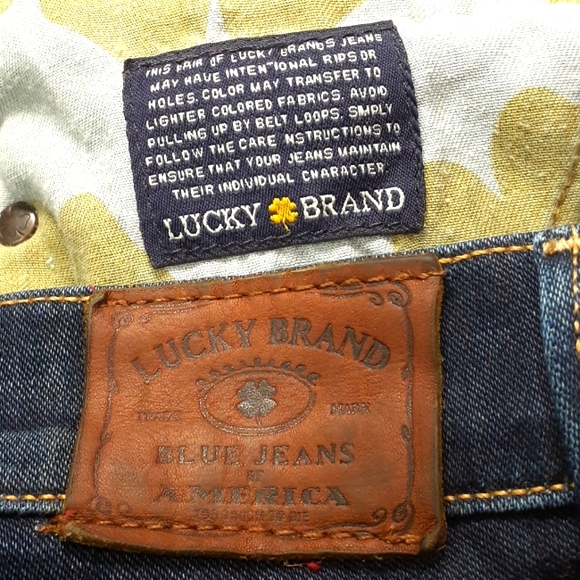 THIS PAIR OF LUCKY BRANDS JEANS
MAY HAVE INTENTIONAL RIPS OR
HOLES. COLOR MAY TRANSFER TO
LIGHTER COLORED FABRICS. AVOID
PULLING UP BY BELT LOOPS. SIMPLY
FOLLOW THE CARE INSTRUCTIONS TO
ENSURE THAT YOUR JEANS MAINTAIN
THEIR INDIVIDUAL CHARACTER
LUCKY BRAND
LUCKY BRAND
TRADE MARK
BLUE JEANS
OF
AMERICA